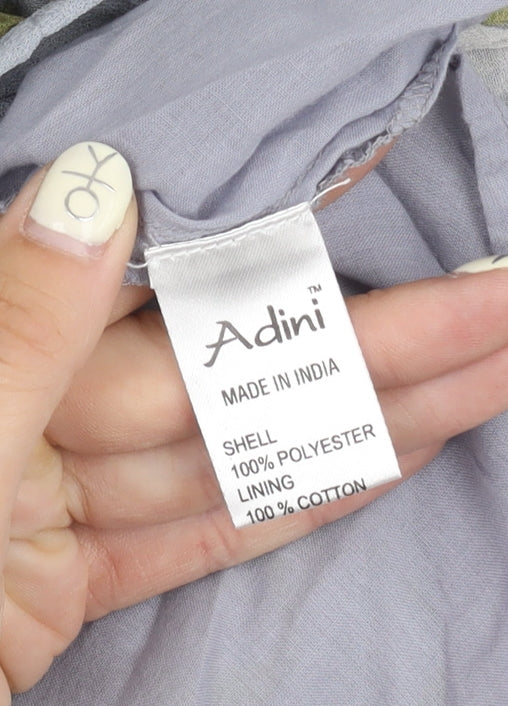 Adini™
MADE IN INDIA
SHELL
100% POLYESTER
LINING
100 % COTTON